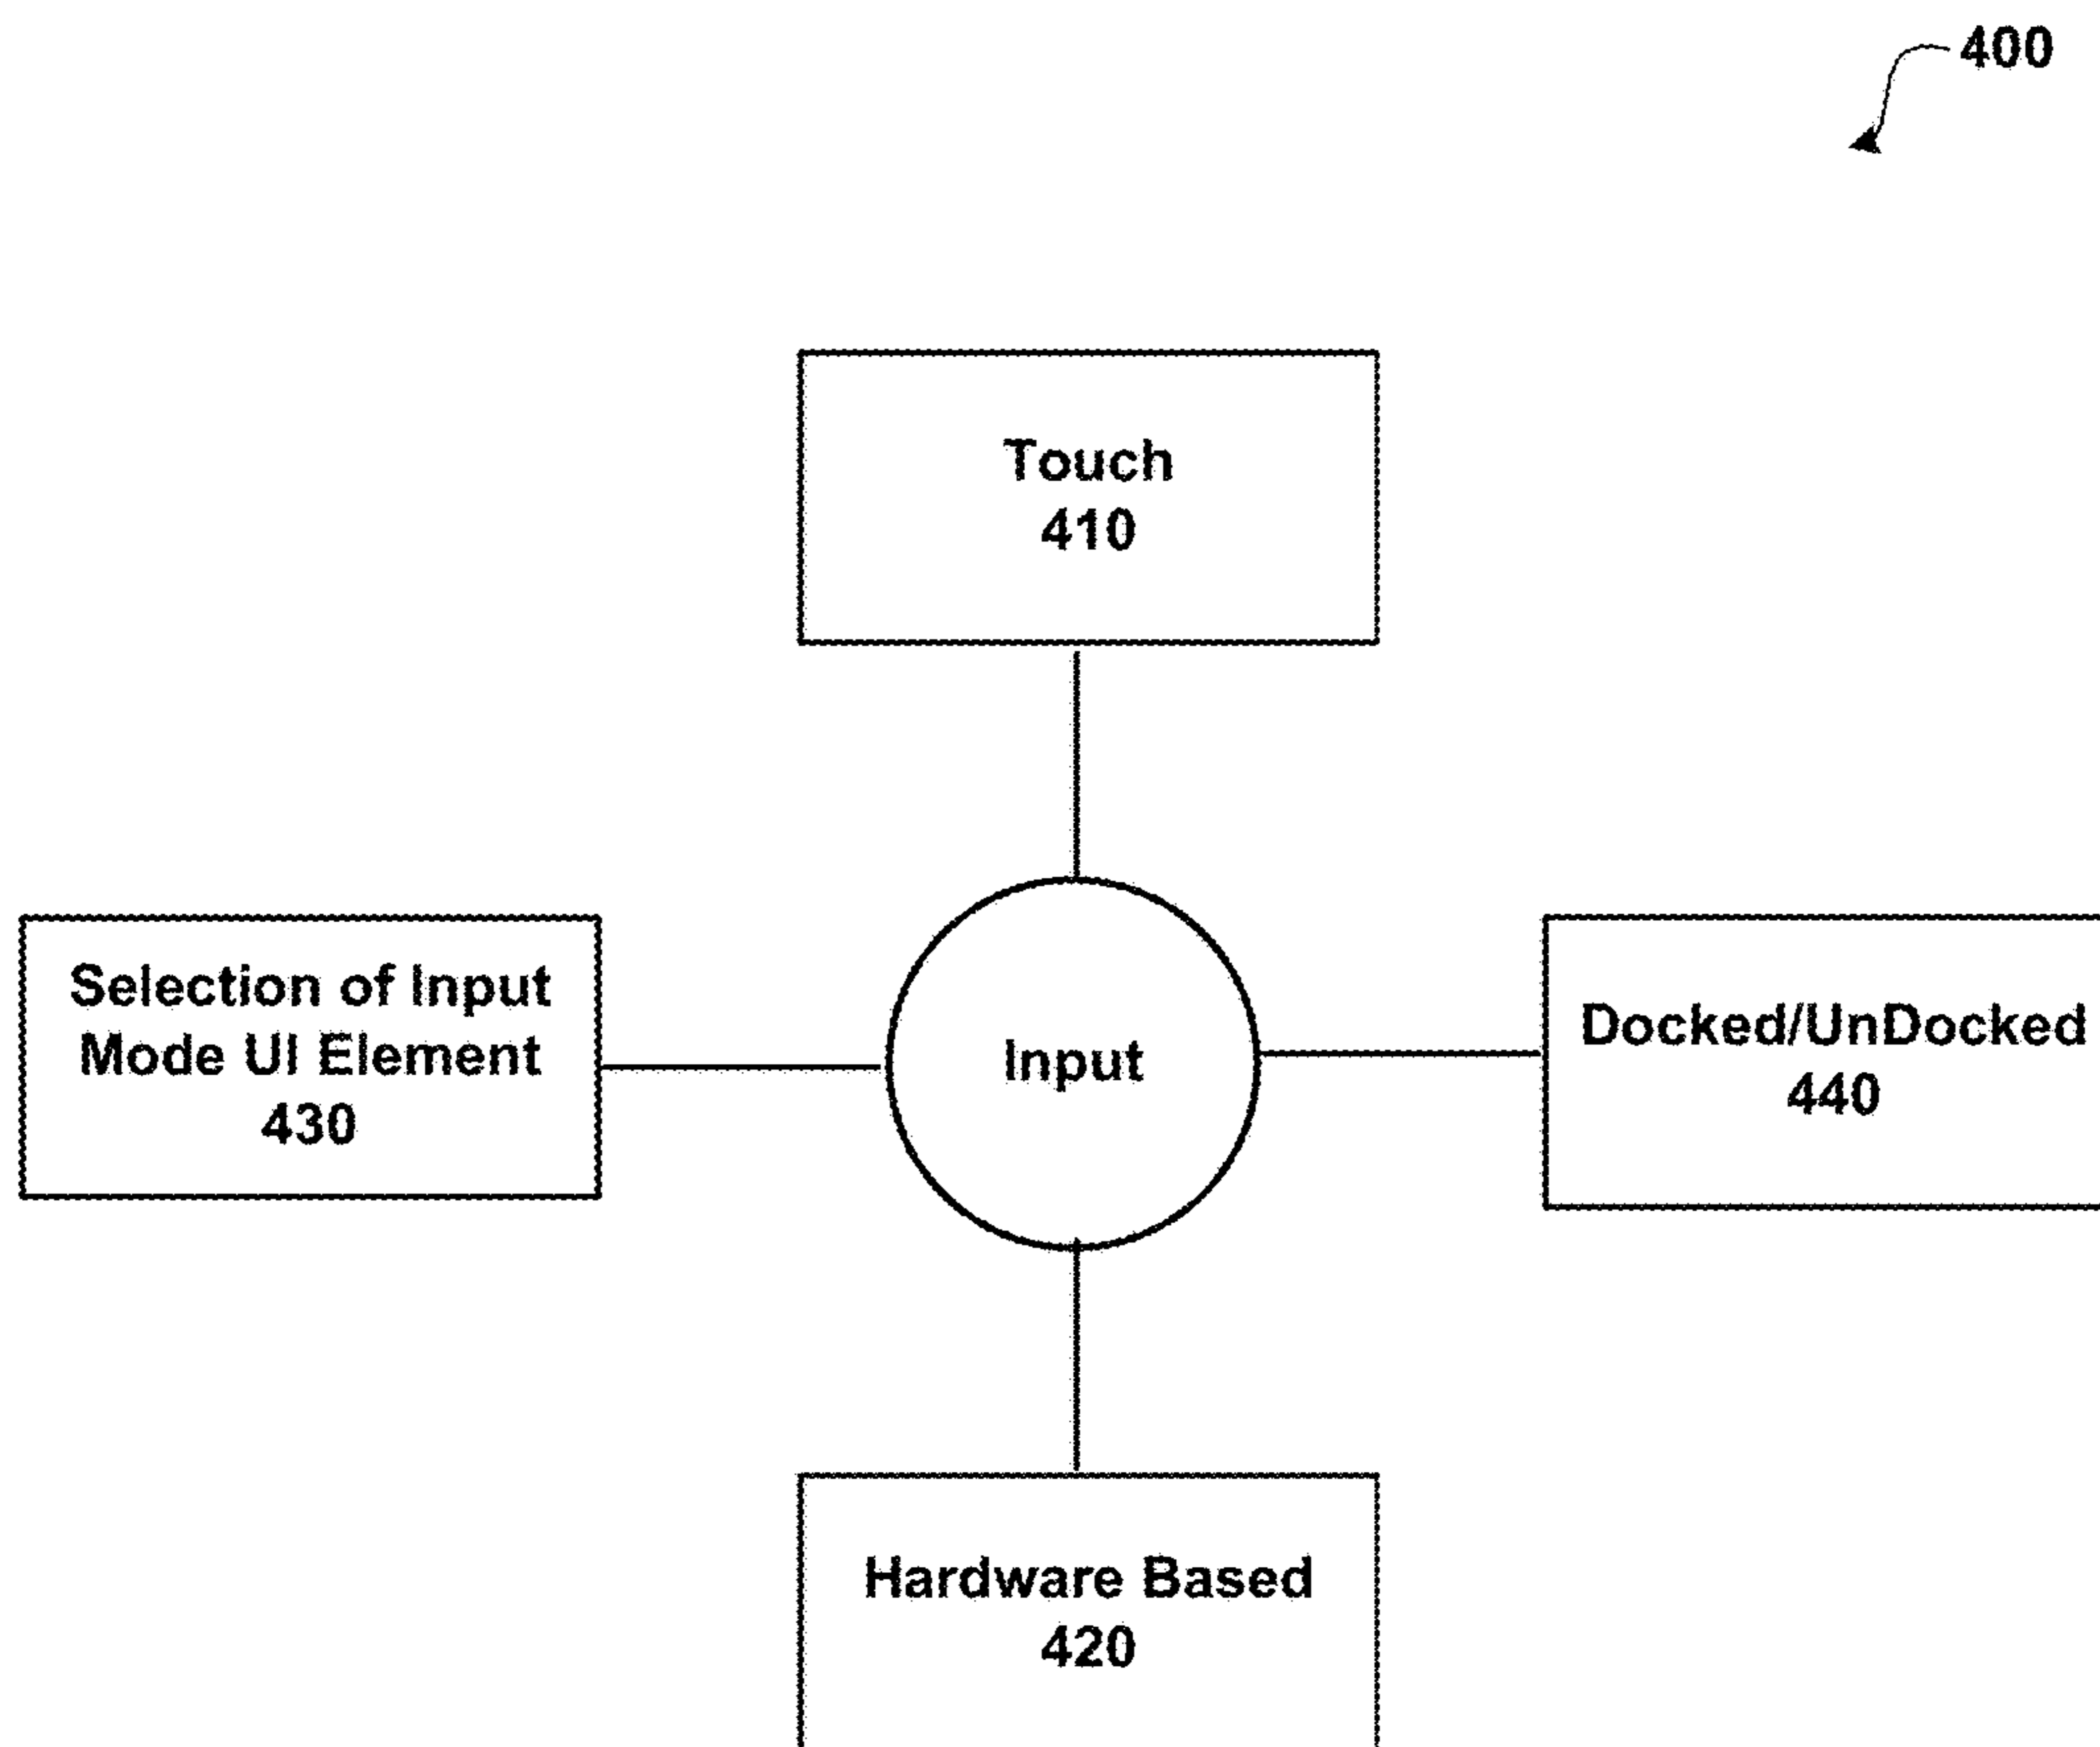 400
Touch
410
Selection of Input
Mode UI Element
430
Input
Docked/UnDocked
440
Hardware Based
420